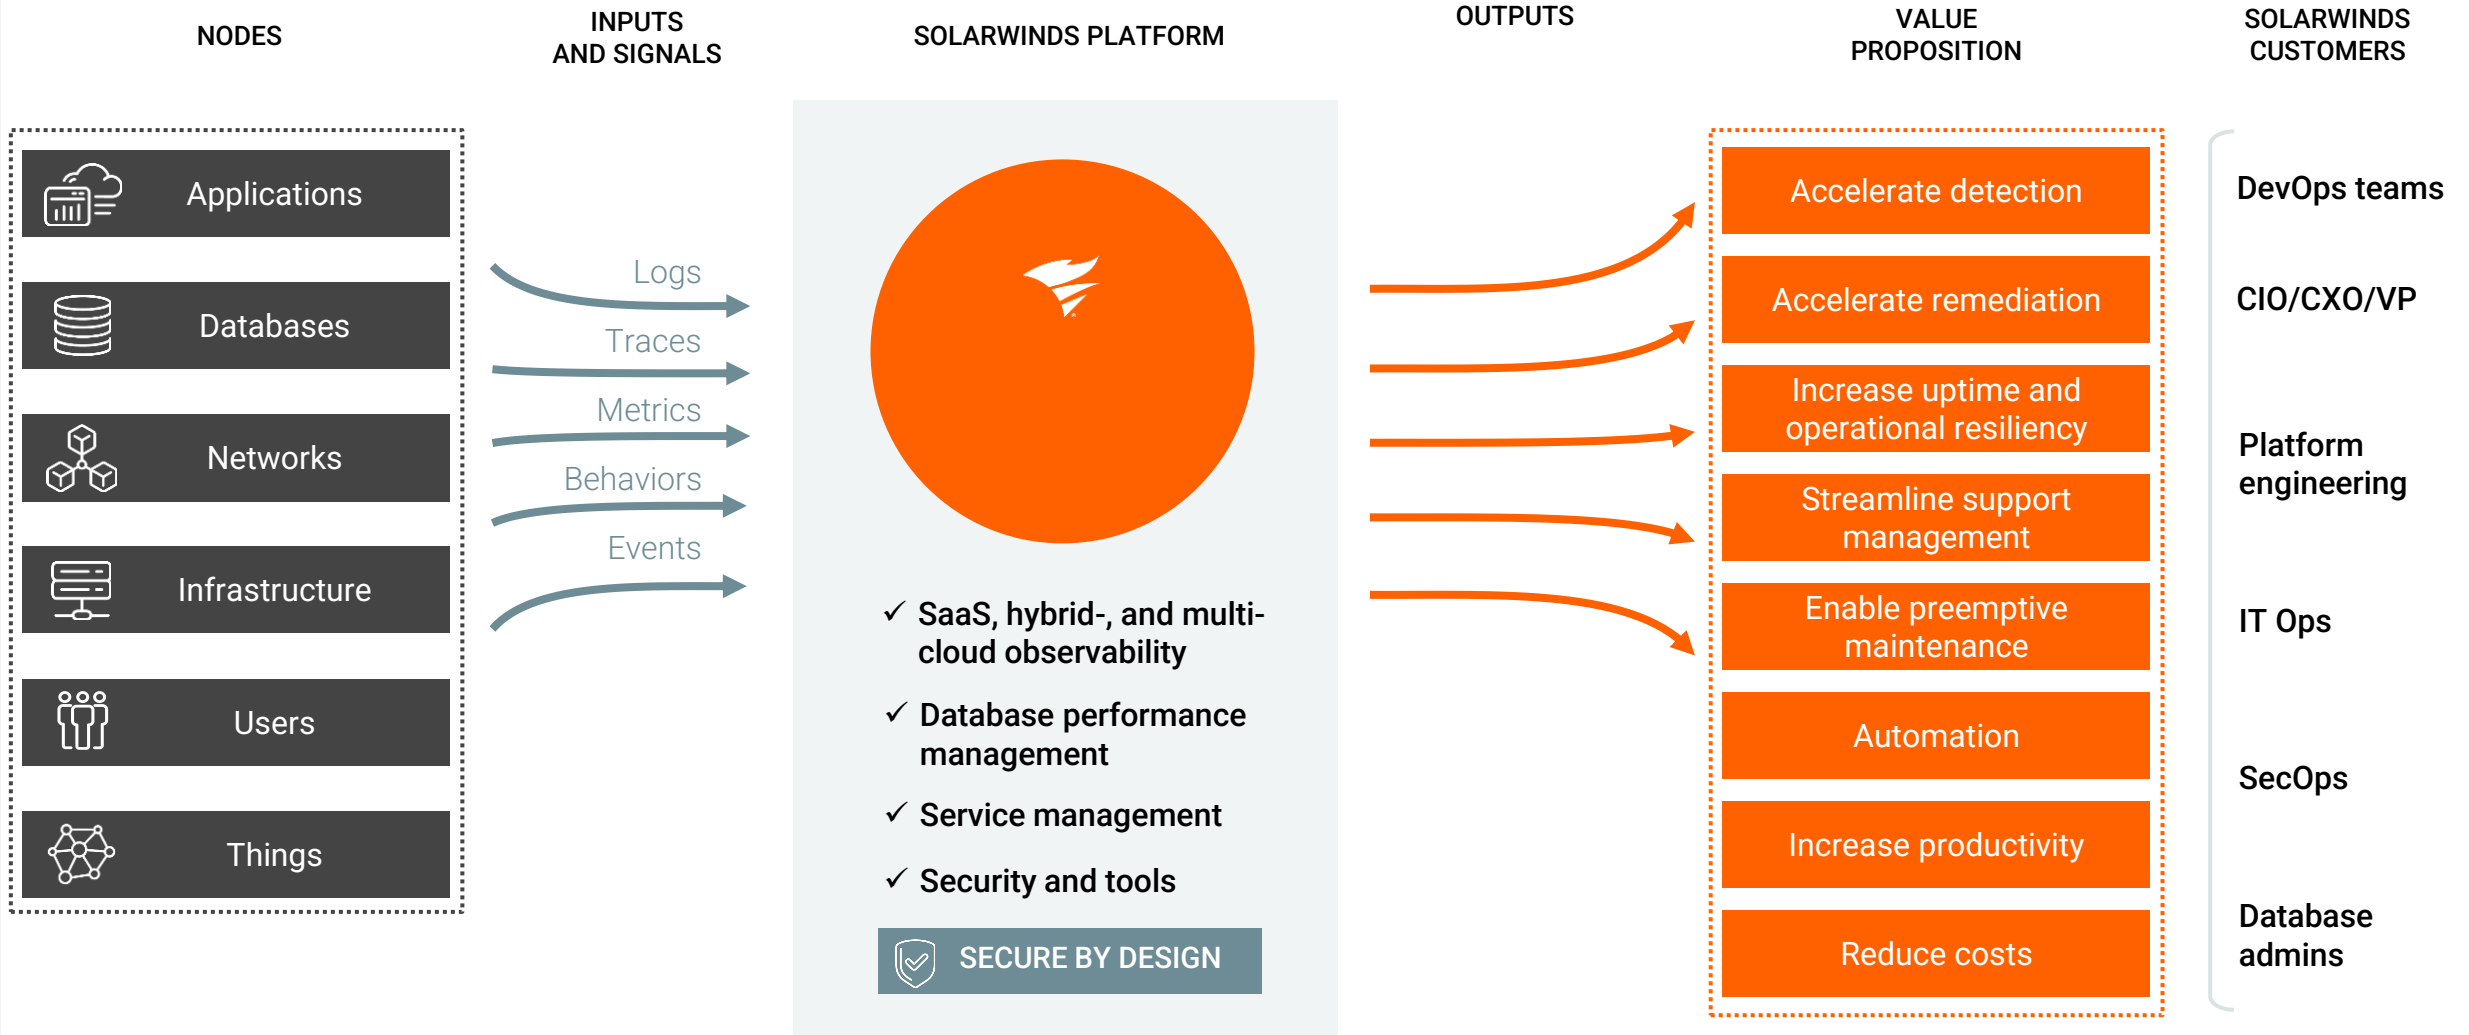 NODES
INPUTS
AND SIGNALS
SOLARWINDS PLATFORM
OUTPUTS
VALUE
PROPOSITION
SOLARWINDS
CUSTOMERS
Applications
Databases
Networks
Infrastructure
Users
Things
Logs
Traces
Metrics
Behaviors
Events
✓ SaaS, hybrid-, and multi-
cloud observability
✓ Database performance
management
✓ Service management
✓ Security and tools
SECURE BY DESIGN
Accelerate detection
Accelerate remediation
Increase uptime and
operational resiliency
Streamline support
management
Enable preemptive
maintenance
Automation
Increase productivity
Reduce costs
DevOps teams
CIO/CXO/VP
Platform
engineering
IT Ops
SecOps
Database
admins